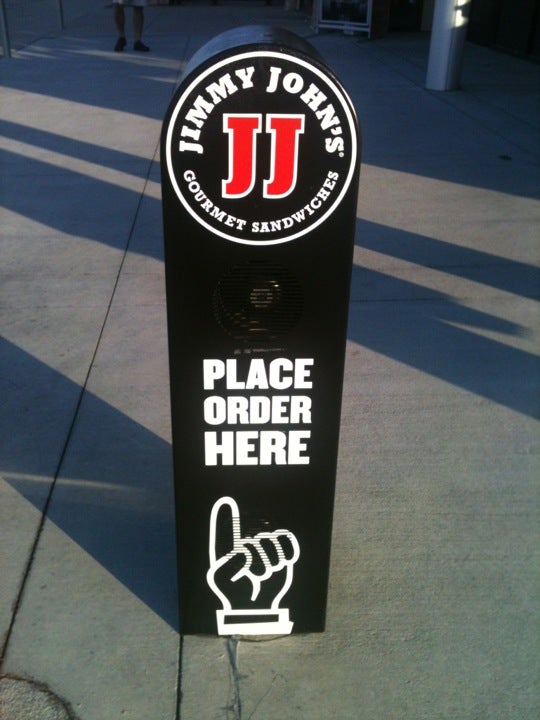 JIMMY JOHN'S®
JJ
GOURMET SANDWICHES
PLACE
ORDER
HERE